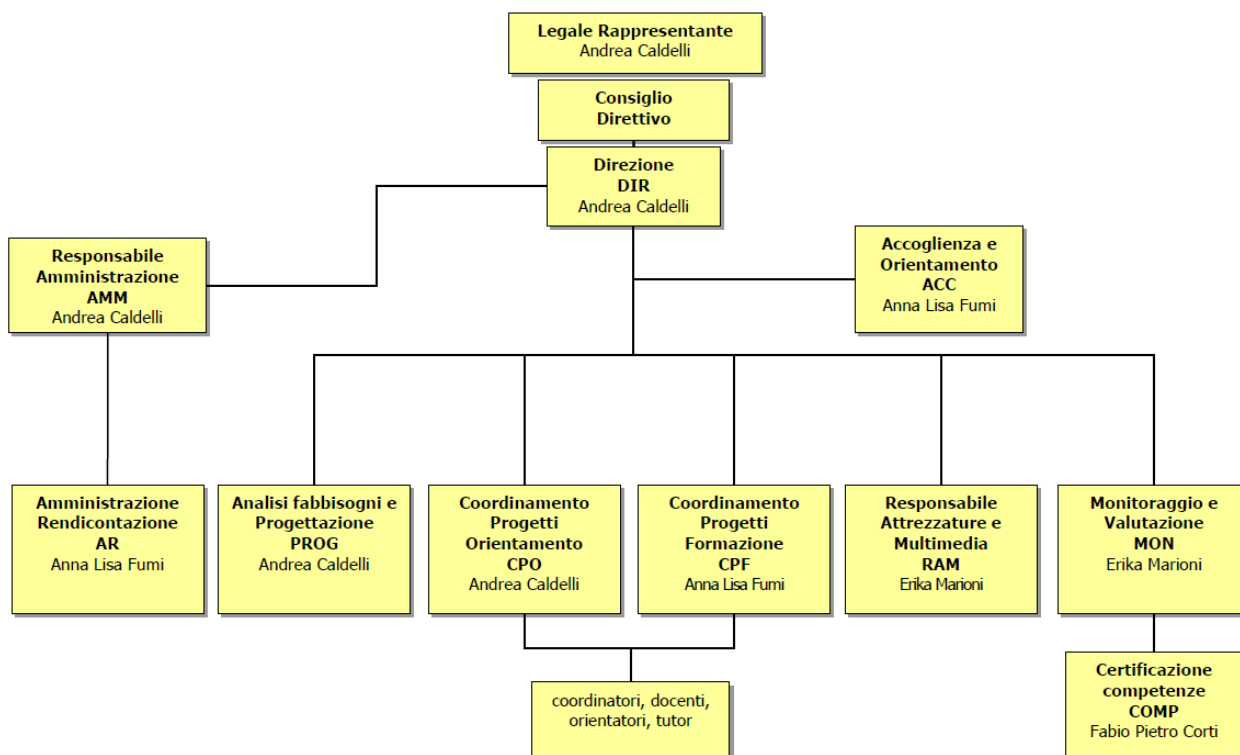 Legale Rappresentante
Andrea Caldelli
Consiglio
Direttivo
Direzione
DIR
Andrea Caldelli
Responsabile
Amministrazione
AMM
Andrea Caldelli
Accoglienza e
Orientamento
ACC
Anna Lisa Fumi
Amministrazione
Rendicontazione
AR
Anna Lisa Fumi
Analisi fabbisogni e
Progettazione
PROG
Andrea Caldelli
Coordinamento
Progetti
Orientamento
CPO
Andrea Caldelli
Coordinamento
Progetti
Formazione
CPF
Anna Lisa Fumi
Responsabile
Attrezzature e
Multimedia
RAM
Erika Marioni
Monitoraggio e
Valutazione
MON
Erika Marioni
coordinatori, docenti,
orientatori, tutor
Certificazione
competenze
COMP
Fabio Pietro Corti